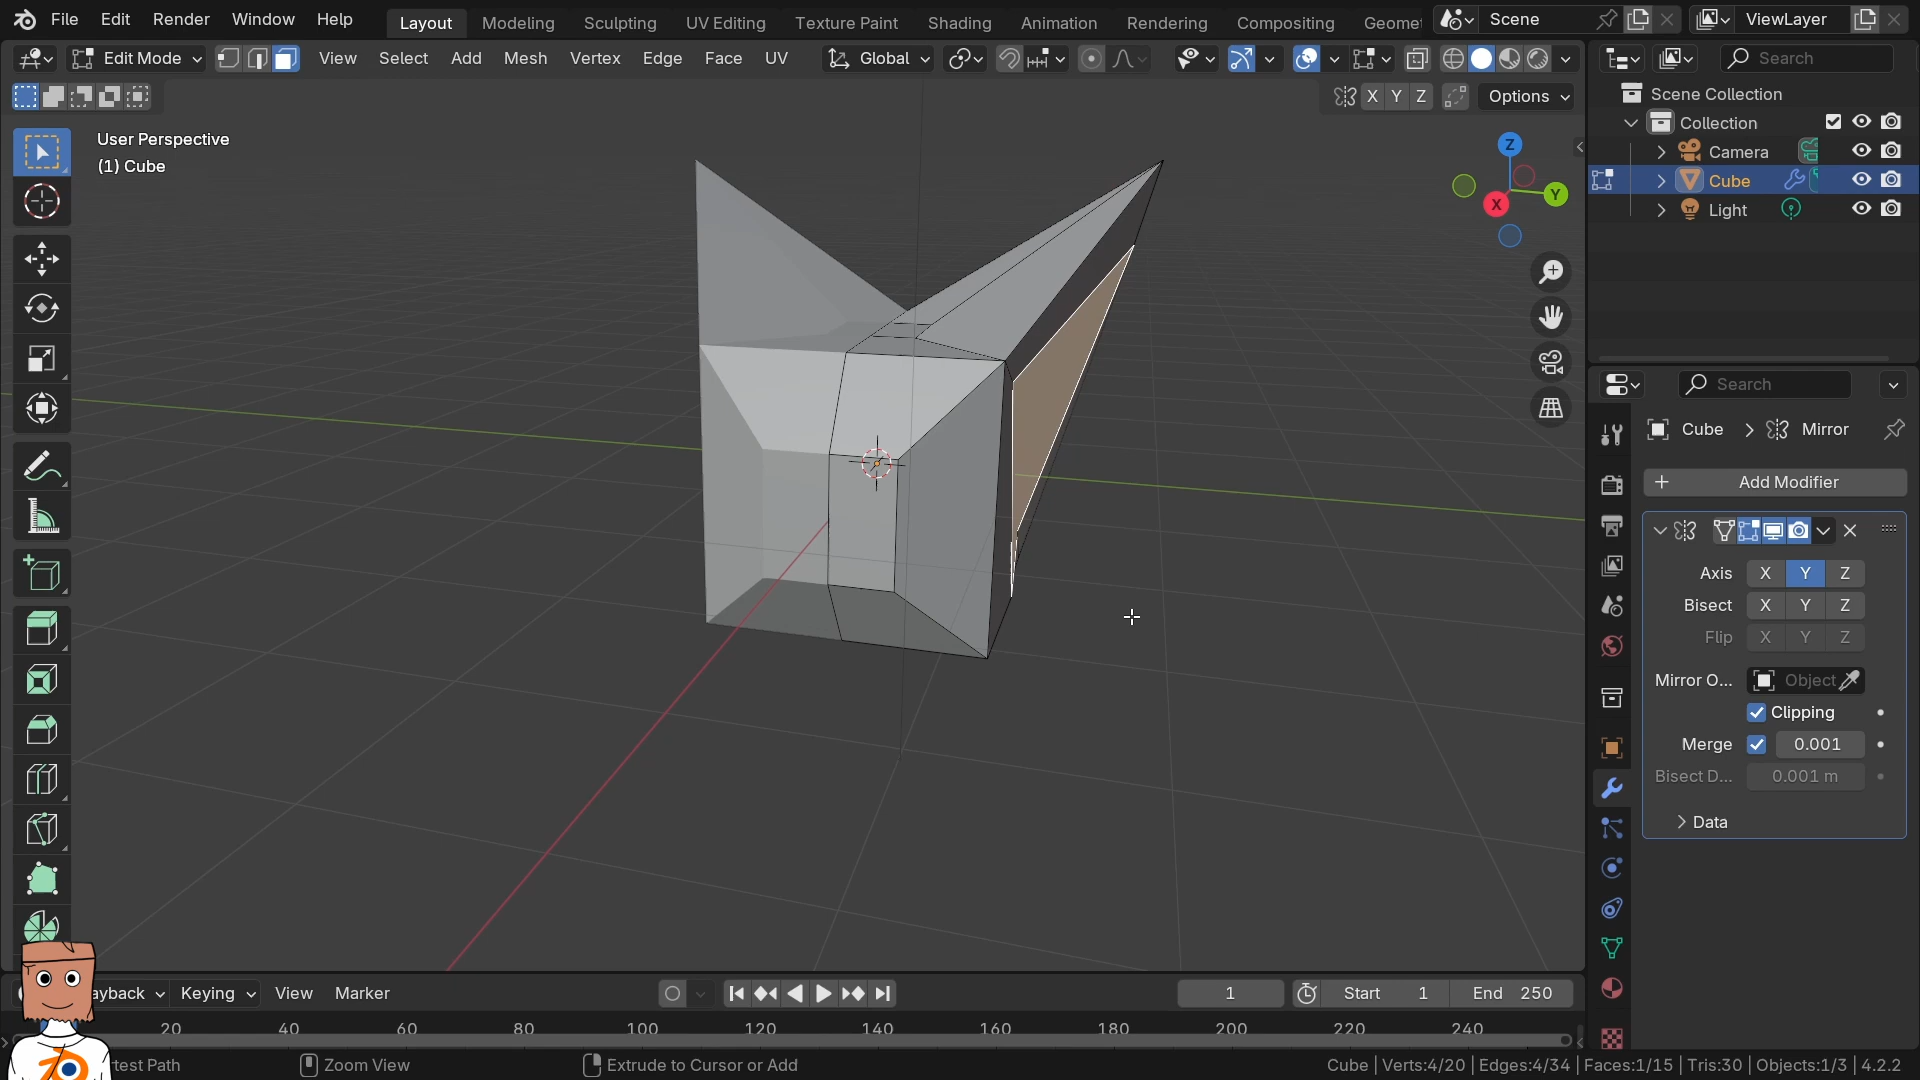 File Edit Render Window Help Layout Modeling Sculpting UV Editing Texture Paint Shading Animation Rendering Compositing Scene ViewLayer
Edit Mode View Select Add Mesh Vertex Edge Face UV Global Search
X Y Z Options
Scene Collection
Collection
Camera
Cube
Light
User Perspective
(1) Cube
Z
Y
X
Search
Cube > Mirror
+ Add Modifier
Axis X Y Z
Bisect X Y Z
Flip X Y Z
Mirror O... Object
Clipping
Merge 0.001
Bisect D... 0.001 m
Data
Keying View Marker 1 Start 1 End 250
20 40 60 80 100 120 140 160 180 200 220 240
Zoom View Extrude to Cursor or Add Cube | Verts:4/20 | Edges:4/34 | Faces:1/15 | Tris:30 | Objects:1/3 | 4.2.2